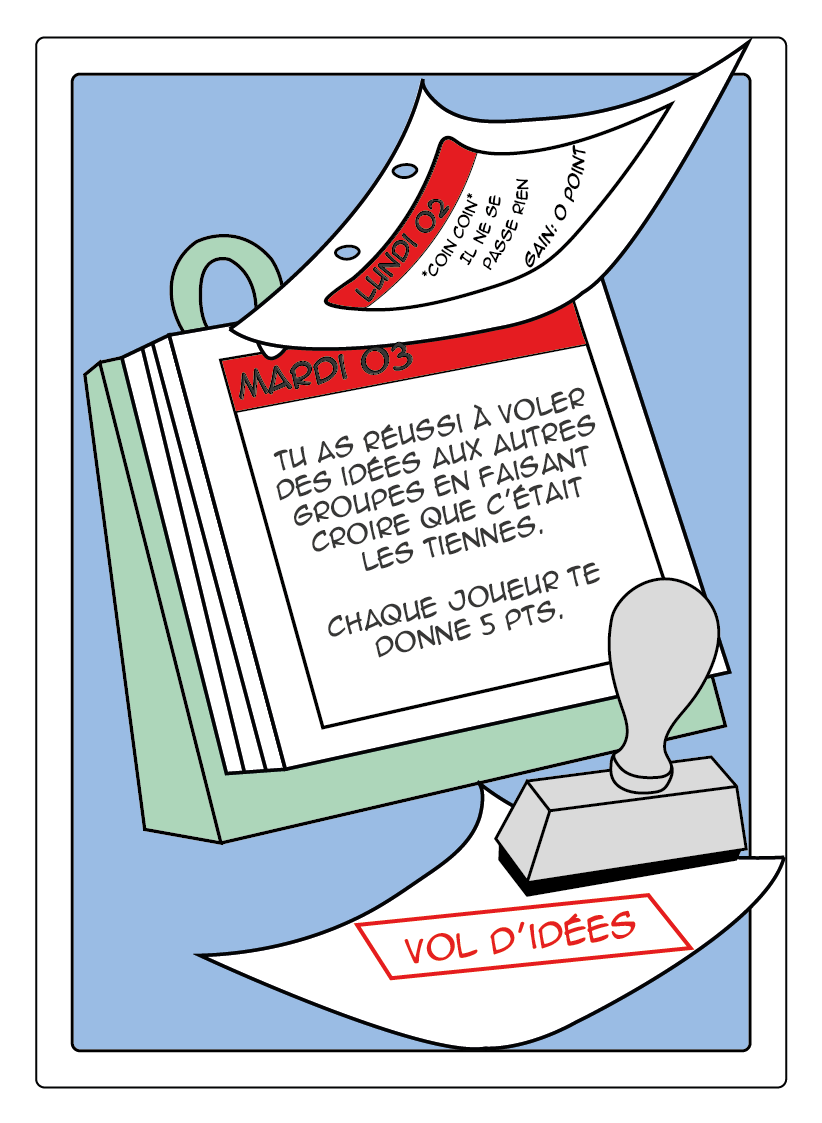 LUNDI 02
*COIN COIN*
IL NE SE
PASSE RIEN
GAIN: 0 POINT
MARDI 03
TU AS RÉUSSI À VOLER
DES IDÉES AUX AUTRES
GROUPES EN FAISANT
CROIRE QUE C'ÉTAIT
LES TIENNES.
CHAQUE JOUEUR TE
DONNE 5 PTS.
VOL D'IDÉES